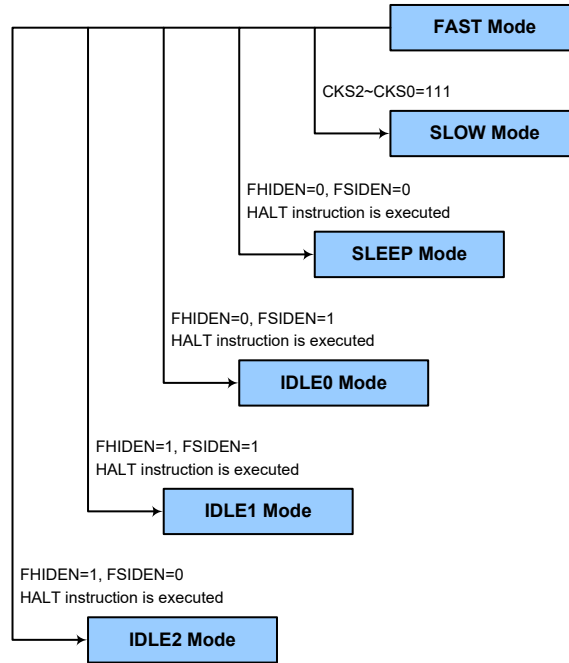 FAST Mode
CKS2~CKS0=111
SLOW Mode
FHIDEN=0, FSIDEN=0
HALT instruction is executed
SLEEP Mode
FHIDEN=0, FSIDEN=1
HALT instruction is executed
IDLE0 Mode
FHIDEN=1, FSIDEN=1
HALT instruction is executed
IDLE1 Mode
FHIDEN=1, FSIDEN=0
HALT instruction is executed
IDLE2 Mode